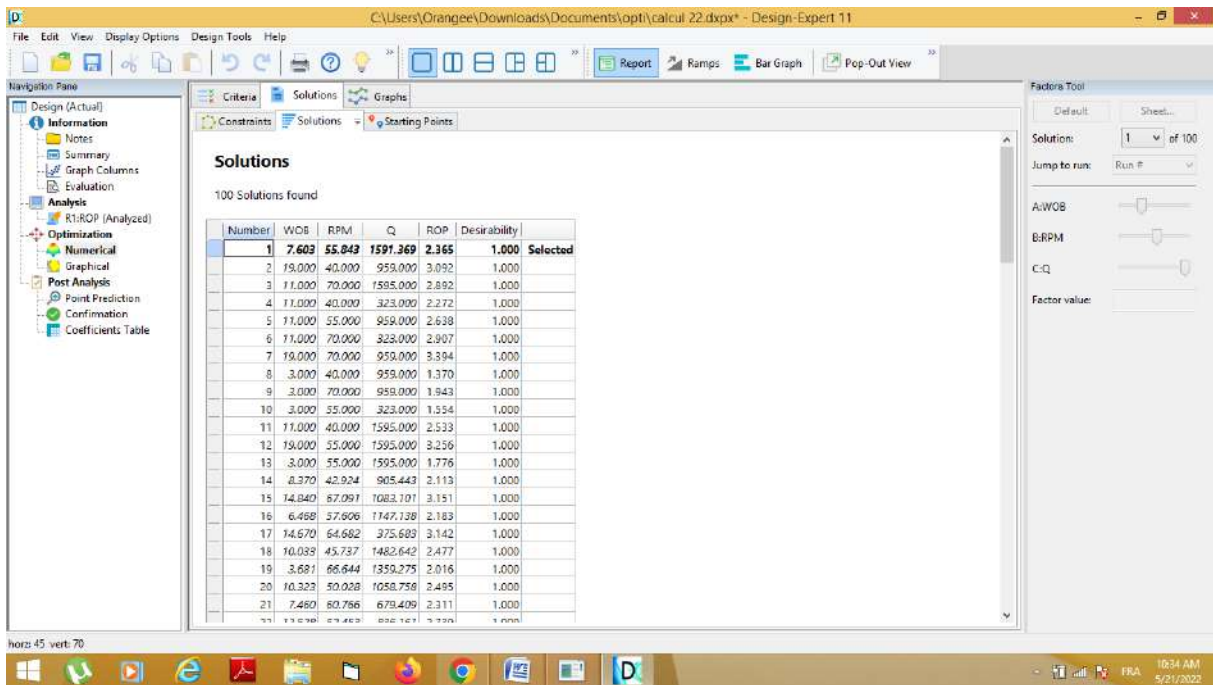 C:\Users\Orangee\Downloads\Documents\opti\calcul 22.dxpx* - Design-Expert 11
File Edit View Display Options Design Tools Help
Report Ramps Bar Graph Pop-Out View
Navigation Pane
Design (Actual)
Information
Notes
Summary
Graph Columns
Evaluation
Analysis
R1:ROP (Analyzed)
Optimization
Numerical
Graphical
Post Analysis
Point Prediction
Confirmation
Coefficients Table
Criteria Solutions Graphs
Constraints Solutions Starting Points
Solutions
100 Solutions found
Number WOB RPM Q ROP Desirability
1 7.603 55.843 1591.369 2.365 1.000 Selected
2 19.000 40.000 959.000 3.092 1.000
3 11.000 70.000 1595.000 2.892 1.000
4 11.000 40.000 323.000 2.272 1.000
5 11.000 55.000 959.000 2.638 1.000
6 11.000 70.000 323.000 2.907 1.000
7 19.000 70.000 959.000 3.394 1.000
8 3.000 40.000 959.000 1.370 1.000
9 3.000 70.000 959.000 1.943 1.000
10 3.000 55.000 323.000 1.554 1.000
11 11.000 40.000 1595.000 2.533 1.000
12 19.000 55.000 1595.000 3.256 1.000
13 3.000 55.000 1595.000 1.776 1.000
14 8.370 42.924 905.443 2.113 1.000
15 14.840 67.091 1083.101 3.151 1.000
16 6.468 57.606 1147.138 2.183 1.000
17 14.670 64.682 375.683 3.142 1.000
18 10.033 45.737 1482.642 2.477 1.000
19 3.681 66.644 1359.275 2.016 1.000
20 10.323 50.028 1058.758 2.495 1.000
21 7.460 60.766 679.409 2.311 1.000
Factors Tool
Default Sheet...
Solution: 1 of 100
Jump to run: Run #
A:WOB
B:RPM
C:Q
Factor value:
horz: 45 vert: 70
FRA
10:34 AM
5/21/2022